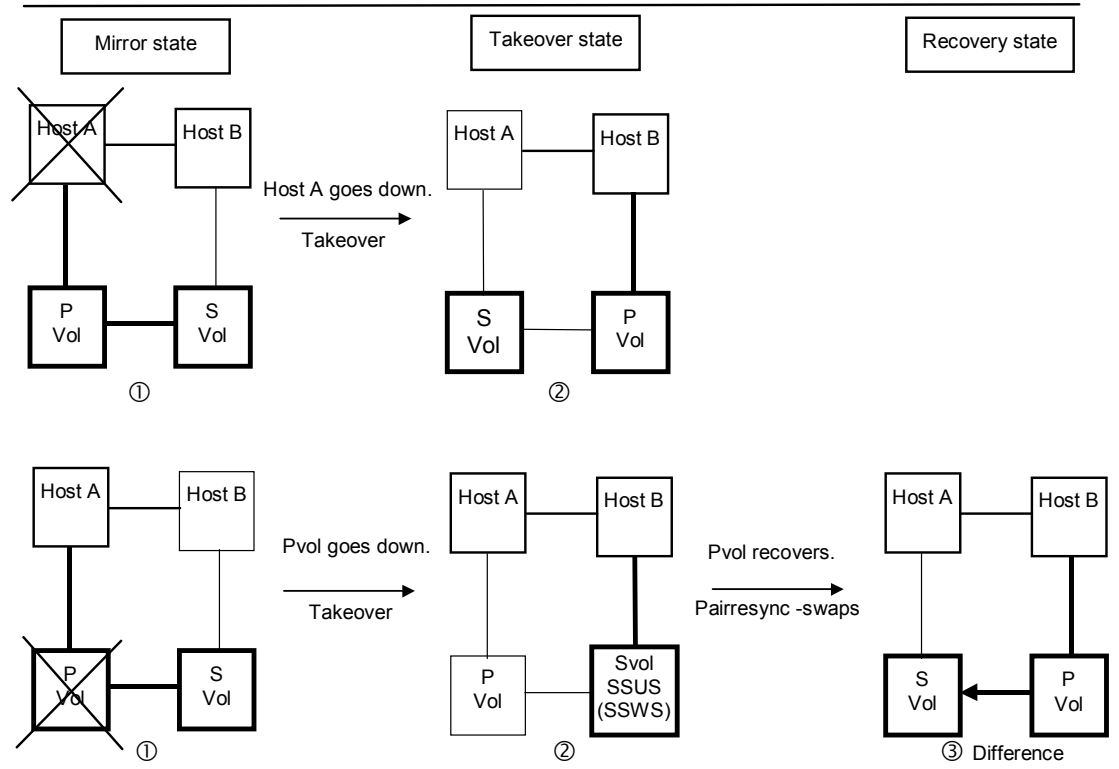 Mirror state
Takeover state
Recovery state
Host A
Host B
Host A goes down.
Takeover
P
Vol
S
Vol
①
Host A
Host B
S
Vol
P
Vol
②
Host A
Host B
Pvol goes down.
Takeover
P
Vol
S
Vol
①
Host A
Host B
Pvol recovers.
Pairresync -swaps
P
Vol
Svol
SSUS
(SSWS)
②
Host A
Host B
S
Vol
P
Vol
③ Difference